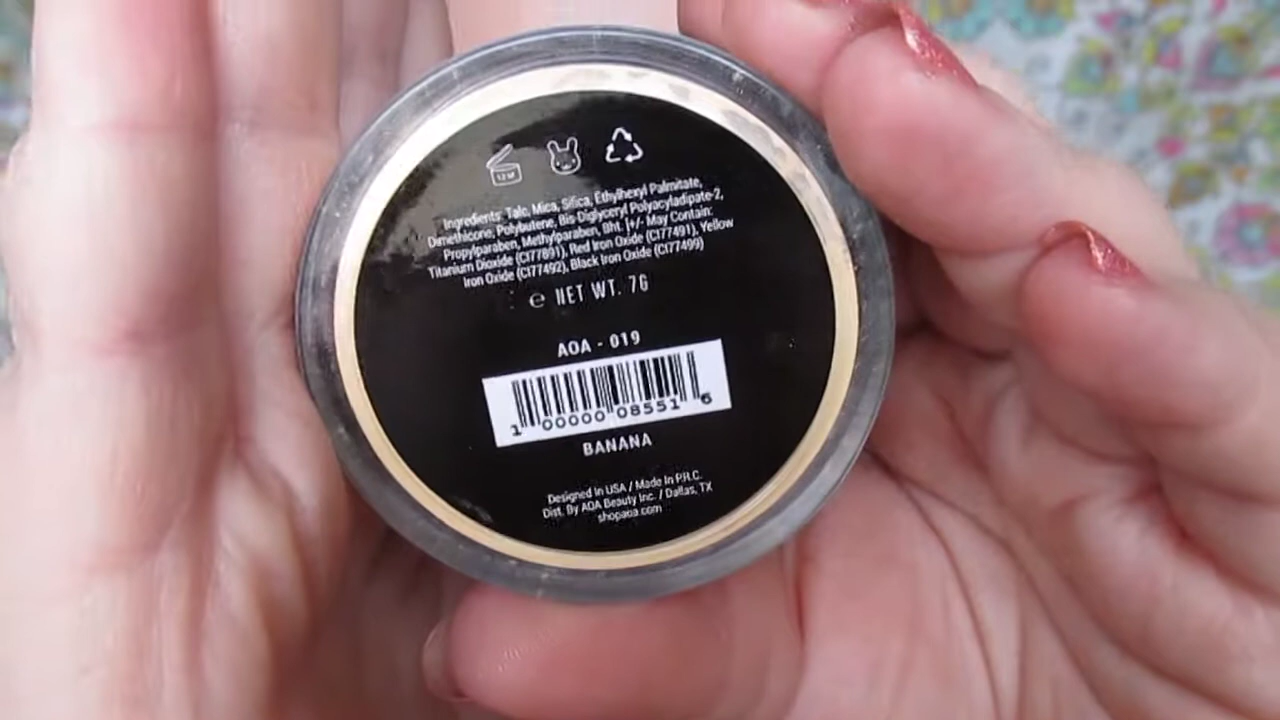 12M
Ingredients: Talc, Mica, Silica, Ethylhexyl Palmitate,
Dimethicone, Polybutene, Bis-Diglyceryl Polyacyladipate-2,
Propylparaben, Methylparaben, Bht. [+/- May Contain:
Titanium Dioxide (CI77891), Red Iron Oxide (CI77491), Yellow
Iron Oxide (CI77492), Black Iron Oxide (CI77499)
℮ NET WT. 7G
AOA - 019
1 00000 08551 6
BANANA
Designed In USA / Made In P.R.C.
Dist. By AOA Beauty Inc. / Dallas, TX
shopaoa.com